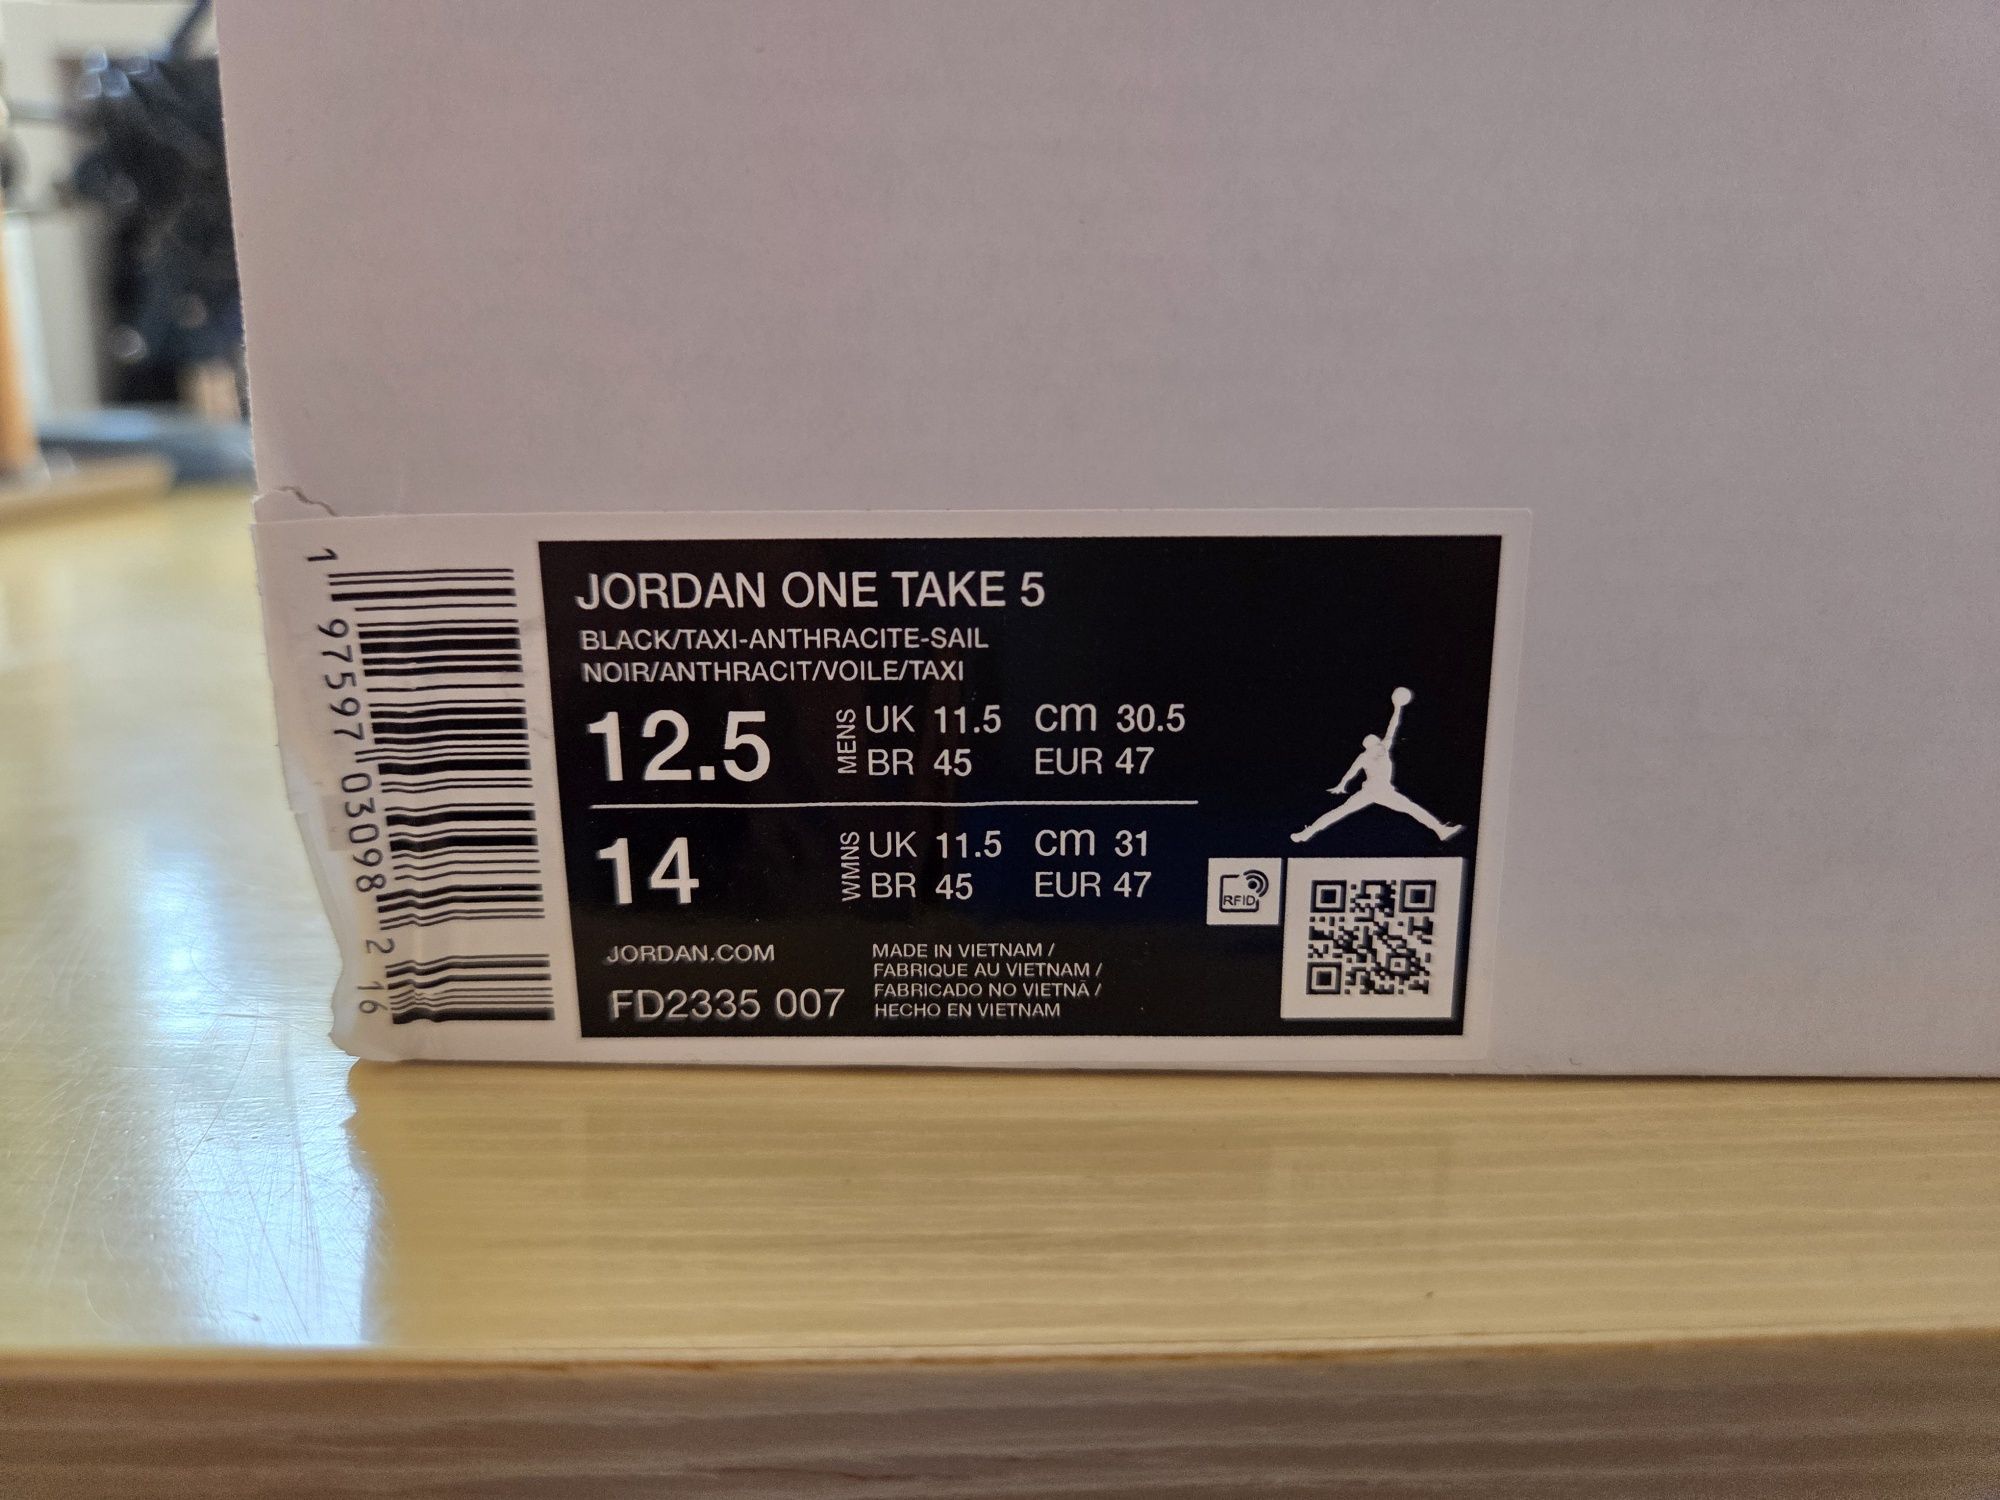 1 97597 03098 2 16
JORDAN ONE TAKE 5
BLACK/TAXI-ANTHRACITE-SAIL
NOIR/ANTHRACIT/VOILE/TAXI
12.5 MENS UK 11.5 cm 30.5
BR 45 EUR 47
14 WMNS UK 11.5 cm 31
BR 45 EUR 47
RFID
JORDAN.COM
FD2335 007
MADE IN VIETNAM /
FABRIQUE AU VIETNAM /
FABRICADO NO VIETNÃ /
HECHO EN VIETNAM